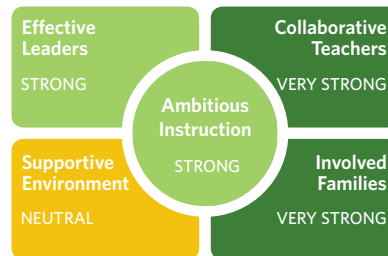 Effective
Leaders
STRONG
Collaborative
Teachers
VERY STRONG
Ambitious
Instruction
STRONG
Supportive
Environment
NEUTRAL
Involved
Families
VERY STRONG